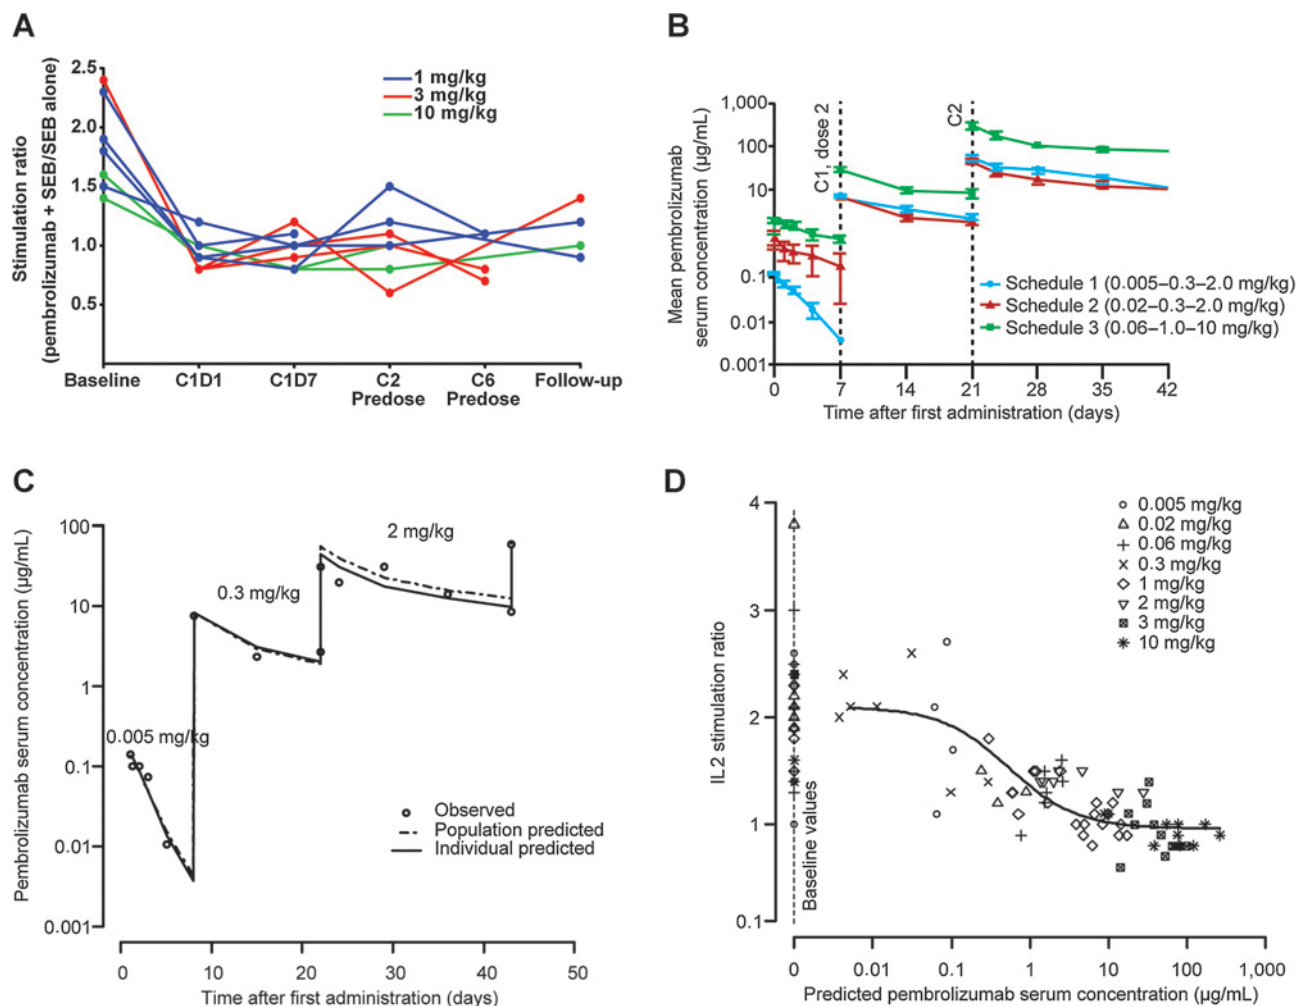 A
Stimulation ratio
(pembrolizumab + SEB/SEB alone)
2.5
2.0
1.5
1.0
0.5
1 mg/kg
3 mg/kg
10 mg/kg
Baseline
C1D1
C1D7
C2
Predose
C6
Predose
Follow-up
B
Mean pembrolizumab
serum concentration (µg/mL)
1,000
100
10
0.1
0.01
0.001
C1, dose 2
C2
Schedule 1 (0.005–0.3–2.0 mg/kg)
Schedule 2 (0.02–0.3–2.0 mg/kg)
Schedule 3 (0.06–1.0–10 mg/kg)
0 7 14 21 28 35 42
Time after first administration (days)
C
Pembrolizumab serum concentration (µg/mL)
100
10
1
0.1
0.01
0.001
0.005 mg/kg
0.3 mg/kg
2 mg/kg
Observed
Population predicted
Individual predicted
0 10 20 30 40 50
Time after first administration (days)
D
IL2 stimulation ratio
4
3
2
1
0.1
Baseline values
0.005 mg/kg
0.02 mg/kg
0.06 mg/kg
0.3 mg/kg
1 mg/kg
2 mg/kg
3 mg/kg
10 mg/kg
0 0.01 0.1 1 10 100 1,000
Predicted pembrolizumab serum concentration (µg/mL)